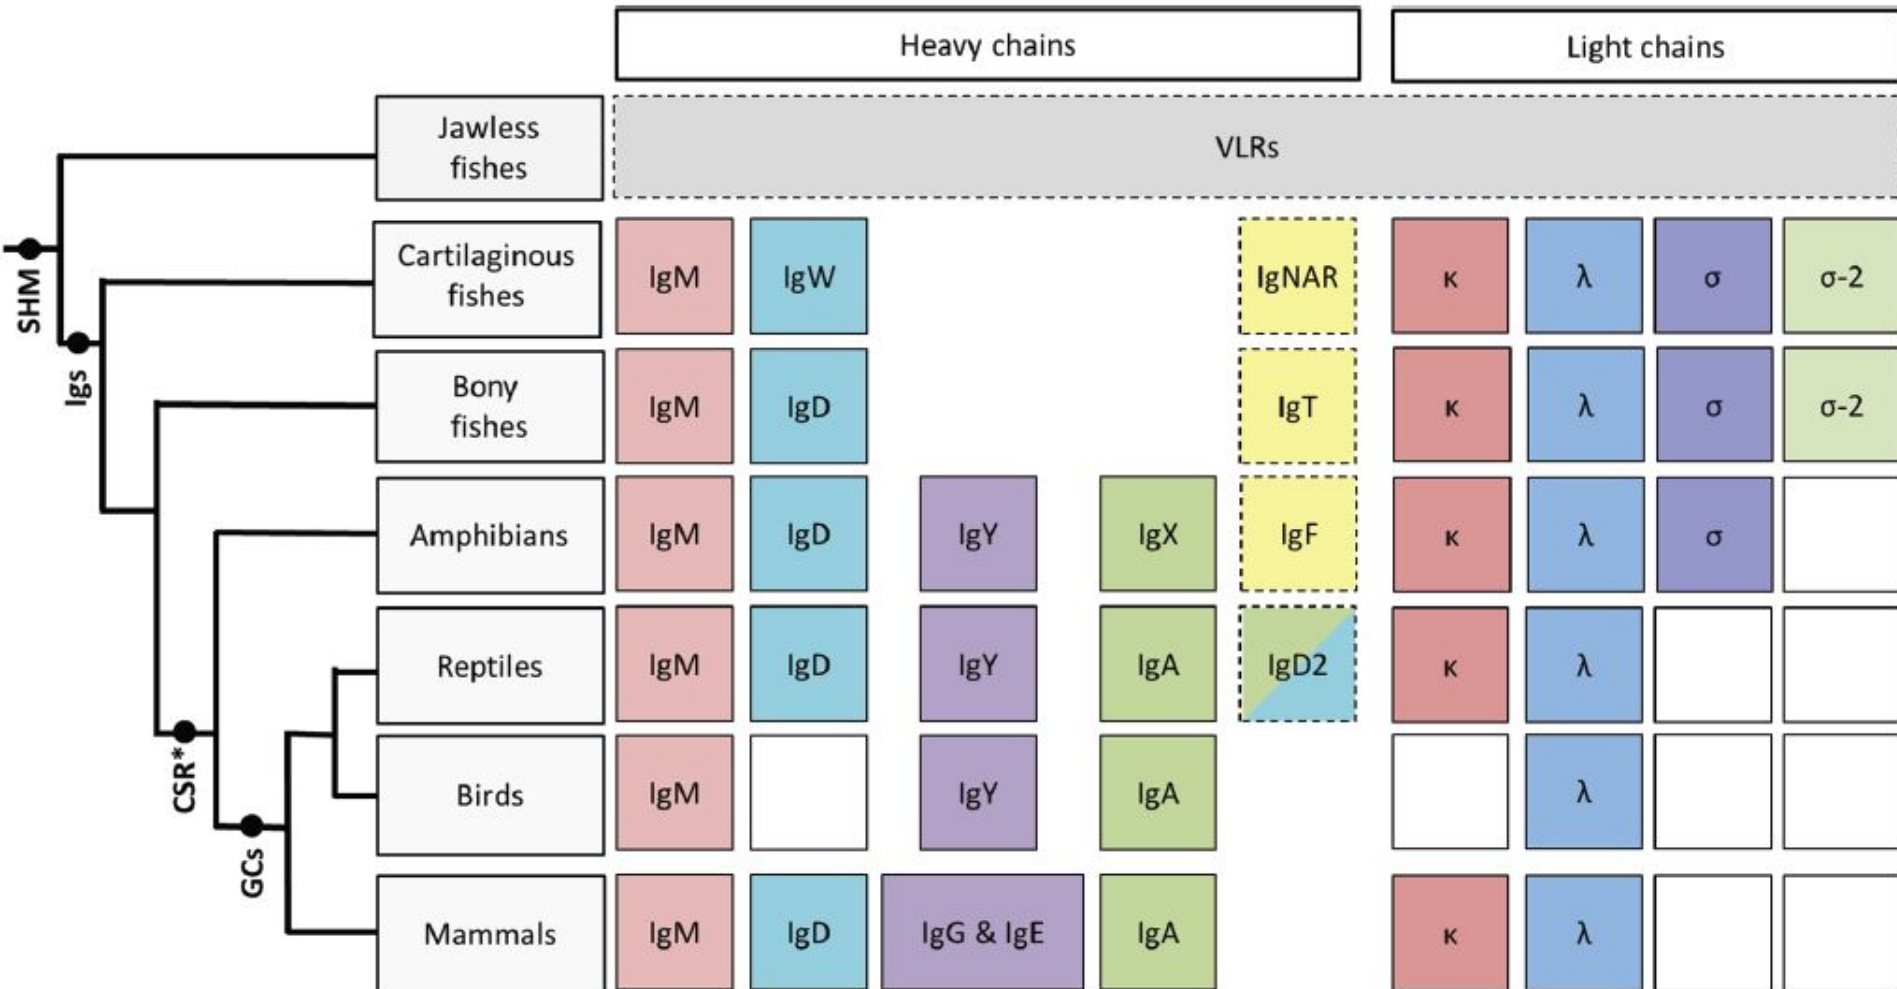 Heavy chains
Light chains
Jawless
fishes
VLRs
Cartilaginous
fishes
IgM
IgW
IgNAR
κ
λ
σ
σ-2
SHM
Igs
Bony
fishes
IgM
IgD
IgT
κ
λ
σ
σ-2
Amphibians
IgM
IgD
IgY
IgX
IgF
κ
λ
σ
Reptiles
IgM
IgD
IgY
IgA
IgD2
κ
λ
CSR*
Birds
IgM
IgY
IgA
λ
GCs
Mammals
IgM
IgD
IgG & IgE
IgA
κ
λ